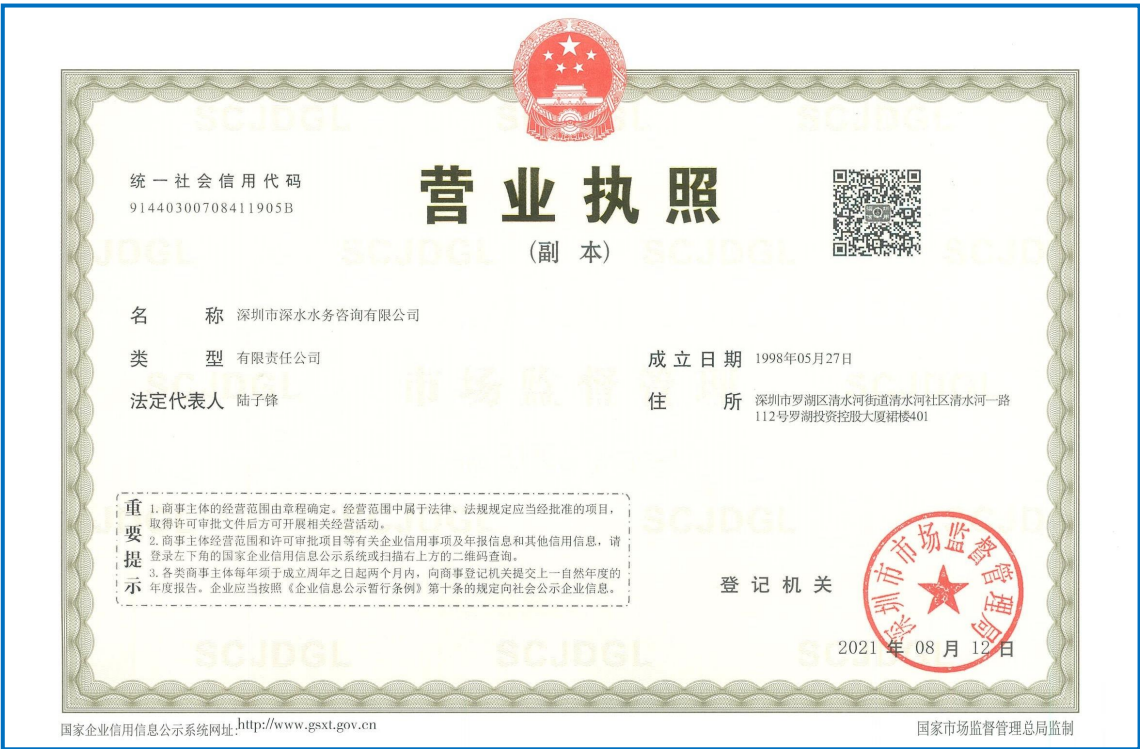 统一社会信用代码
91440300708411905B
营业执照
(副 本)
名 称 深圳市深水水务咨询有限公司
类 型 有限责任公司
成立日期 1998年05月27日
法定代表人 陆子锋
住 所 深圳市罗湖区清水河街道清水河社区清水河一路
112号罗湖投资控股大厦裙楼401
重要提示
1.商事主体的经营范围由章程确定。经营范围中属于法律、法规规定应当经批准的项目,
取得许可审批文件后方可开展相关经营活动。
2.商事主体经营范围和许可审批项目等有关企业信用事项及年报信息和其他信用信息,请
登录左下角的国家企业信用信息公示系统或扫描右上方的二维码查询。
3.各类商事主体每年须于成立周年之日起两个月内,向商事登记机关提交上一自然年度的
年度报告。企业应当按照《企业信息公示暂行条例》第十条的规定向社会公示企业信息。
登记机关
深圳市市场监督管理局
2021 年 08 月 12 日
国家企业信用信息公示系统网址:http://www.gsxt.gov.cn
国家市场监督管理总局监制
SCJDGL
市场监督管理